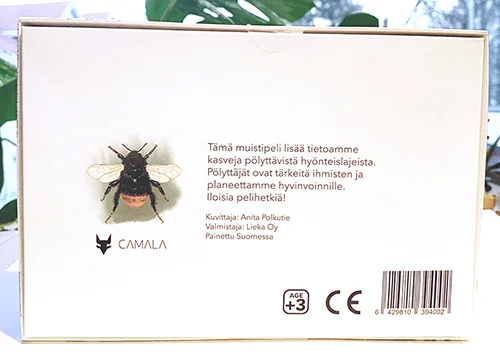 Tämä muistipeli lisää tietoamme
kasveja pölyttävistä hyönteislajeista.
Pölyttäjät ovat tärkeitä ihmisten ja
planeettamme hyvinvoinnille.
Iloisia pelihetkiä!
Kuvittaja: Anita Polkutie
Valmistaja: Lieka Oy
Painettu Suomessa
CAMALA
AGE
+3
CE
6 429810 394002